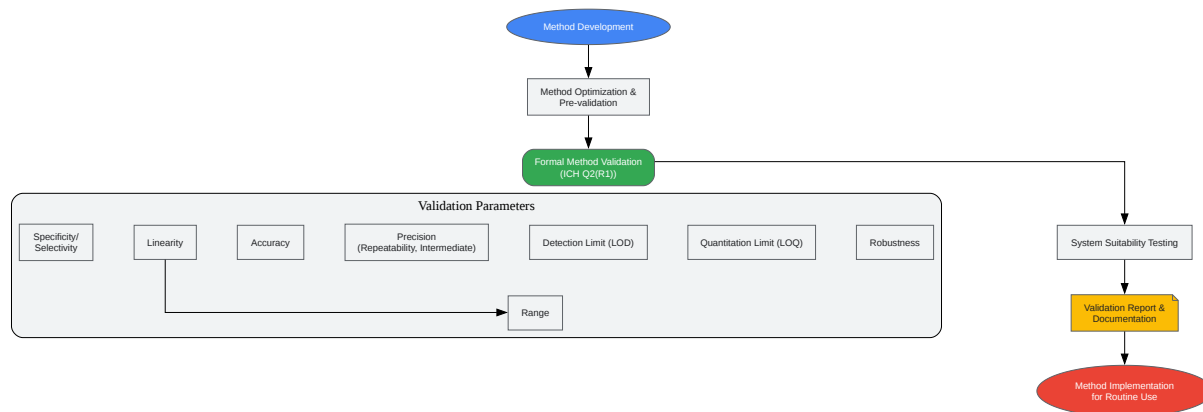 Method Development
Method Optimization &
Pre-validation
Formal Method Validation
(ICH Q2(R1))
Validation Parameters
Specificity/
Selectivity
Linearity
Accuracy
Precision
(Repeatability, Intermediate)
Detection Limit (LOD)
Quantitation Limit (LOQ)
Robustness
Range
System Suitability Testing
Validation Report &
Documentation
Method Implementation
for Routine Use